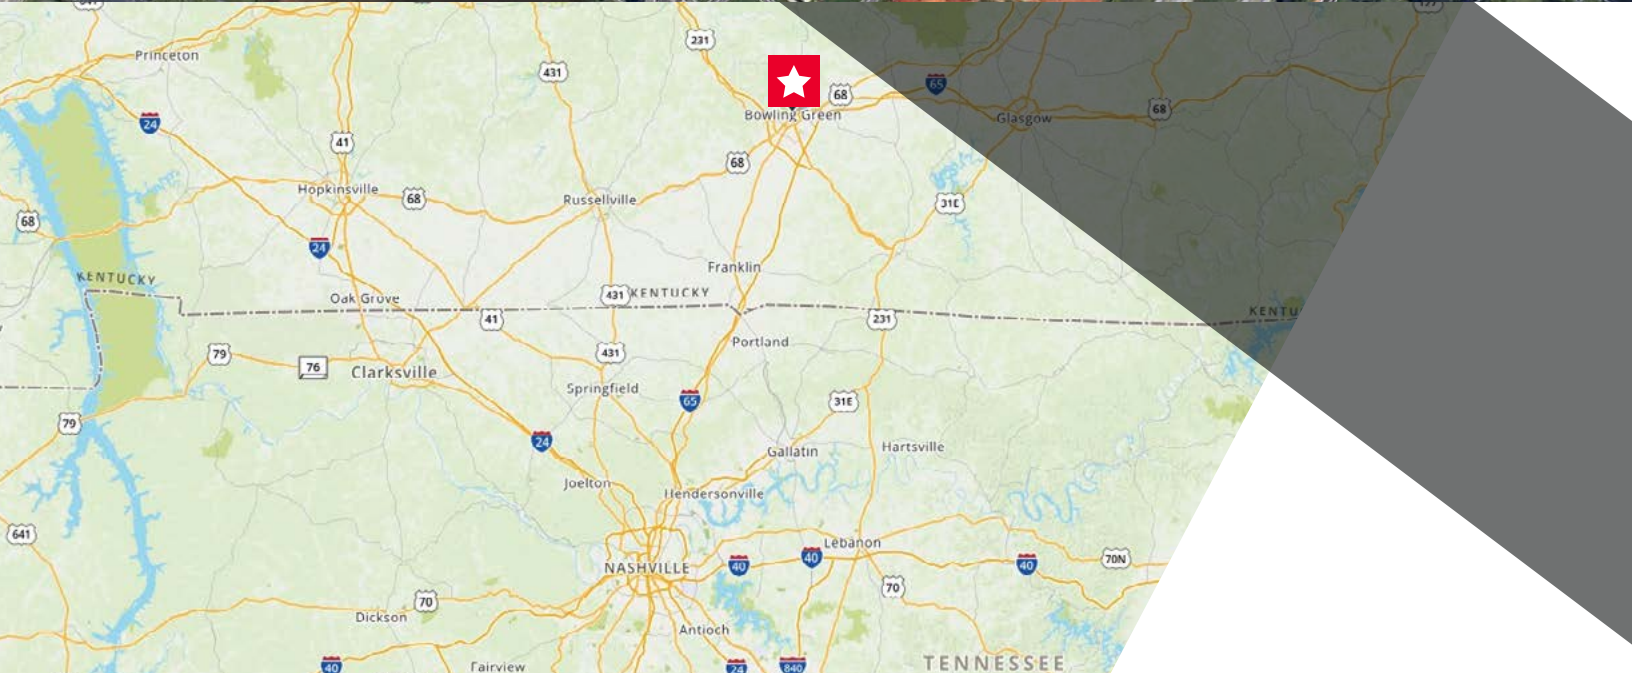 231
Princeton
431
68
65
Bowling Green
68
Glasgow
24
41
68
Hopkinsville
68
Russellville
31E
68
24
Franklin
KENTUCKY
Oak Grove
431
KENTUCKY
KENTU
41
231
79
76
Clarksville
431
Portland
Springfield
65
31E
79
24
Gallatin
Hartsville
Joelton
Hendersonville
641
Lebanon
40
40
40
70N
NASHVILLE
70
70
Dickson
Antioch
40
Fairview
24
840
TENNESSEE